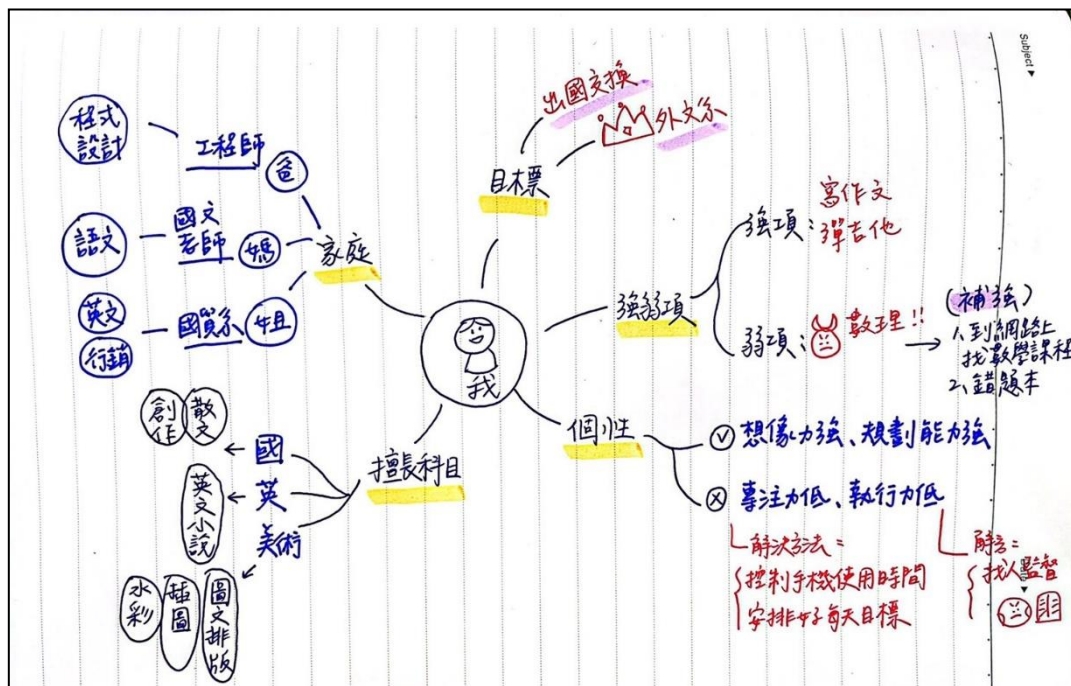 Subject
出國交換
外文系
目標
程式
設計
工程師
爸
語文
國文
老師
媽
家庭
英文
行銷
國貿系
姐
強弱項
強項：
寫作文
彈吉他
弱項：
數理!!
(補強)
1.到網路上
找數學課程
2.錯題本
我
個性
想像力強、規劃能力強
專注力低、執行力低
解決方法：
控制手機使用時間
安排好每天目標
解方：
找人監督
擅長科目
國
散文
創作
英
英文小說
美術
圖文排版
插圖
水彩